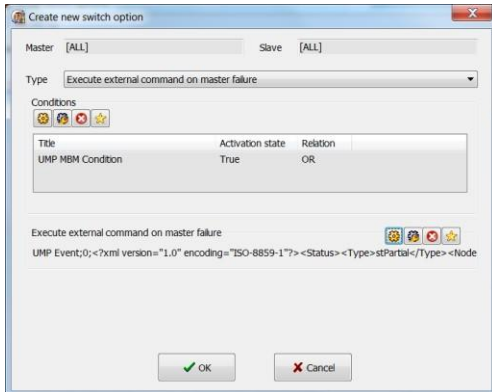 Create new switch option
Master [ALL] Slave [ALL]
Type Execute external command on master failure
Conditions
Title Activation state Relation
UMP MBM Condition True OR
Execute external command on master failure
UMP Event;0;<?xml version="1.0" encoding="ISO-8859-1"?><Status><Type>stPartial</Type><Node
OK Cancel